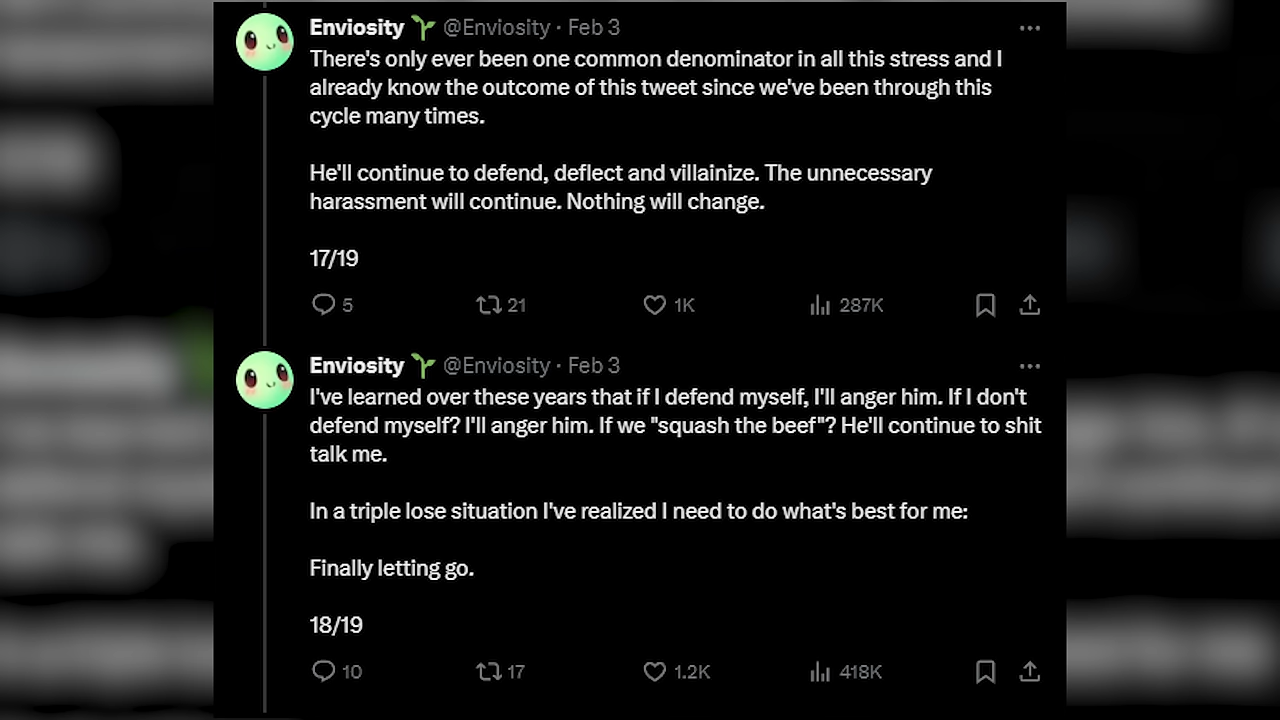 Enviosity @Enviosity · Feb 3
There's only ever been one common denominator in all this stress and I
already know the outcome of this tweet since we've been through this
cycle many times.
He'll continue to defend, deflect and villainize. The unnecessary
harassment will continue. Nothing will change.
17/19
5 21 1K 287K
Enviosity @Enviosity · Feb 3
I've learned over these years that if I defend myself, I'll anger him. If I don't
defend myself? I'll anger him. If we "squash the beef"? He'll continue to shit
talk me.
In a triple lose situation I've realized I need to do what's best for me:
Finally letting go.
18/19
10 17 1.2K 418K